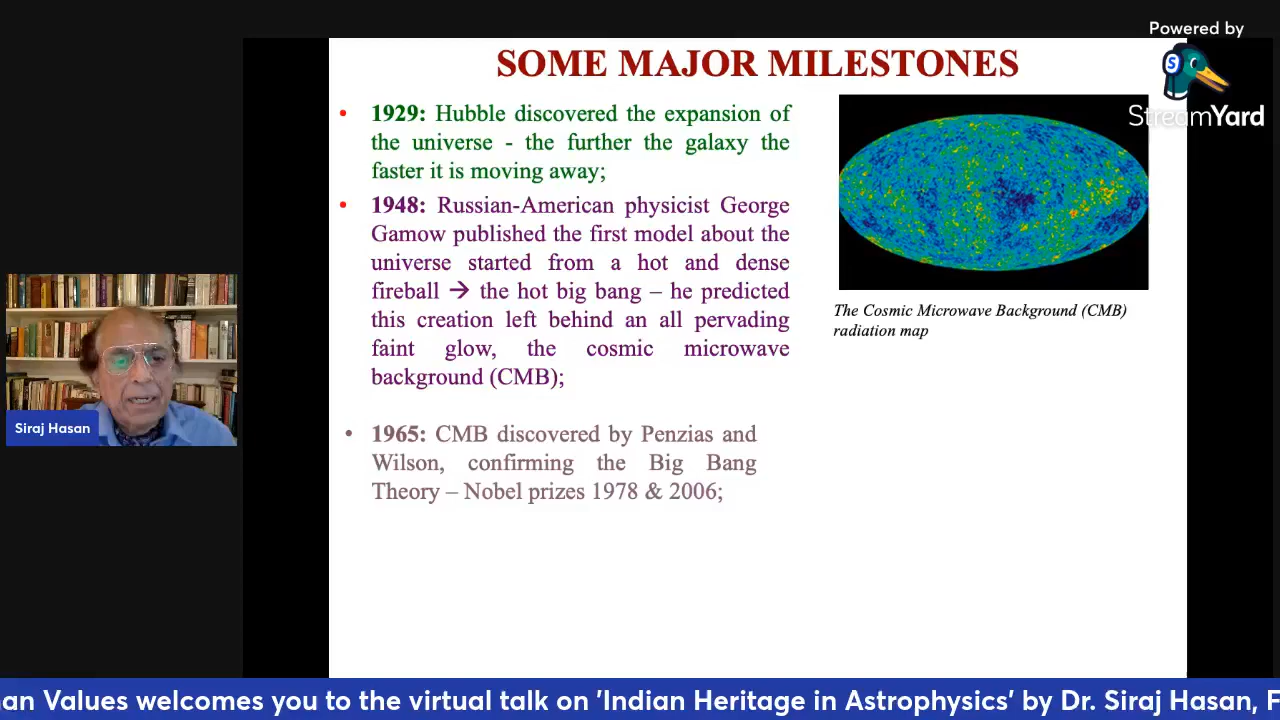 Powered by
S
StreamYard
SOME MAJOR MILESTONES
• 1929: Hubble discovered the expansion of
the universe - the further the galaxy the
faster it is moving away;
• 1948: Russian-American physicist George
Gamow published the first model about the
universe started from a hot and dense
fireball → the hot big bang – he predicted
this creation left behind an all pervading
faint glow, the cosmic microwave
background (CMB);
• 1965: CMB discovered by Penzias and
Wilson, confirming the Big Bang
Theory – Nobel prizes 1978 & 2006;
The Cosmic Microwave Background (CMB)
radiation map
Siraj Hasan
an Values welcomes you to the virtual talk on 'Indian Heritage in Astrophysics' by Dr. Siraj Hasan, F